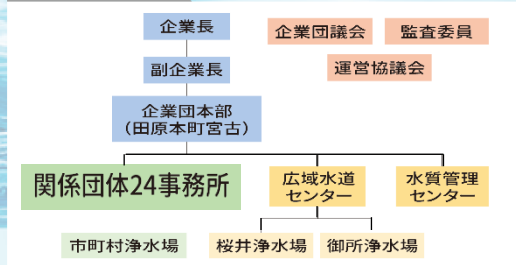 企業長
企業団議会
監査委員
副企業長
運営協議会
企業団本部
（田原本町宮古）
関係団体24事務所
広域水道
センター
水質管理
センター
市町村浄水場
桜井浄水場
御所浄水場